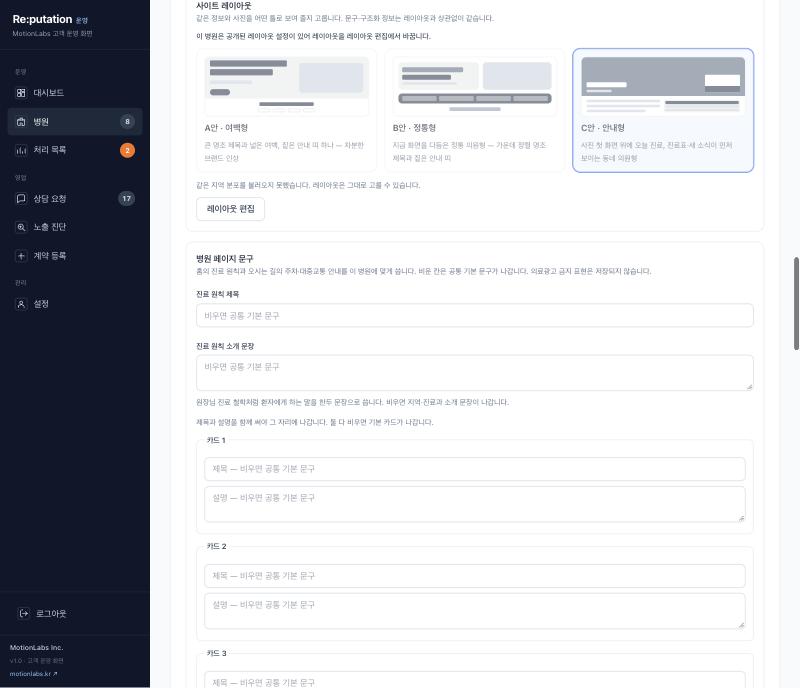 Re:putation 운영
MotionLabs 고객 운영 화면
운영
대시보드
병원 8
처리 목록 2
영업
상담 요청 17
노출 진단
계약 등록
관리
설정
로그아웃
MotionLabs Inc.
v1.0 · 고객 운영 화면
motionlabs.kr ↗
사이트 레이아웃
같은 정보와 사진을 어떤 틀로 보여 줄지 고릅니다. 문구·구조화 정보는 레이아웃과 상관없이 같습니다.
이 병원은 공개된 레이아웃 설정이 있어 레이아웃을 레이아웃 편집에서 바꿉니다.
A안 · 여백형
큰 명조 제목과 넓은 여백, 짙은 안내 띠 하나 — 차분한
브랜드 인상
B안 · 정통형
지금 화면을 다듬은 정통 의원형 — 가운데 정렬 명조
제목과 짙은 안내 띠
C안 · 안내형
사진 첫 화면 위에 오늘 진료, 진료표·새 소식이 먼저
보이는 동네 의원형
같은 지역 분포를 불러오지 못했습니다. 레이아웃은 그대로 고를 수 있습니다.
레이아웃 편집
병원 페이지 문구
홈의 진료 원칙과 오시는 길의 주차·대중교통 안내를 이 병원에 맞게 씁니다. 비운 칸은 공통 기본 문구가 나갑니다. 의료광고 금지 표현은 저장되지 않습니다.
진료 원칙 제목
비우면 공통 기본 문구
진료 원칙 소개 문장
비우면 공통 기본 문구
원장님 진료 철학처럼 환자에게 하는 말을 한두 문장으로 씁니다. 비우면 지역·진료과 소개 문장이 나갑니다.
제목과 설명을 함께 써야 그 자리에 나갑니다. 둘 다 비우면 기본 카드가 나갑니다.
카드 1
제목 — 비우면 공통 기본 문구
설명 — 비우면 공통 기본 문구
카드 2
제목 — 비우면 공통 기본 문구
설명 — 비우면 공통 기본 문구
카드 3
제목 — 비우면 공통 기본 문구